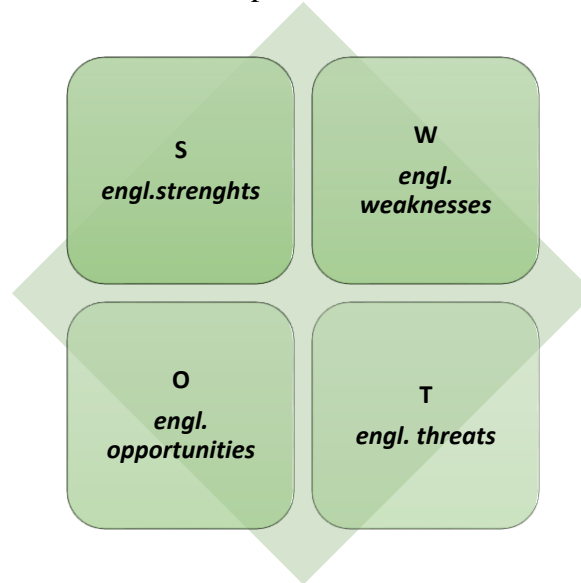 S
engl.strenghts
W
engl.
weaknesses
O
engl.
opportunities
T
engl. threats